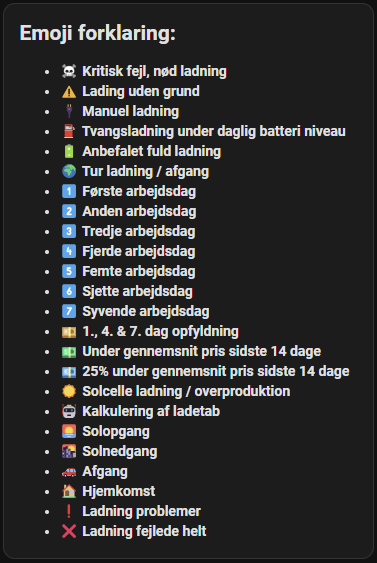 Emoji forklaring:
☠️ Kritisk fejl, nød ladning
⚠️ Lading uden grund
🕴️ Manuel ladning
⛽ Tvangsladning under daglig batteri niveau
🔋 Anbefalet fuld ladning
🌍 Tur ladning / afgang
1️⃣ Første arbejdsdag
2️⃣ Anden arbejdsdag
3️⃣ Tredje arbejdsdag
4️⃣ Fjerde arbejdsdag
5️⃣ Femte arbejdsdag
6️⃣ Sjette arbejdsdag
7️⃣ Syvende arbejdsdag
💴 1., 4. & 7. dag opfyldning
💵 Under gennemsnit pris sidste 14 dage
💶 25% under gennemsnit pris sidste 14 dage
☀️ Solcelle ladning / overproduktion
🤖 Kalkulering af ladetab
🌅 Solopgang
🌇 Solnedgang
🚗 Afgang
🏠 Hjemkomst
❗ Ladning problemer
❌ Ladning fejlede helt